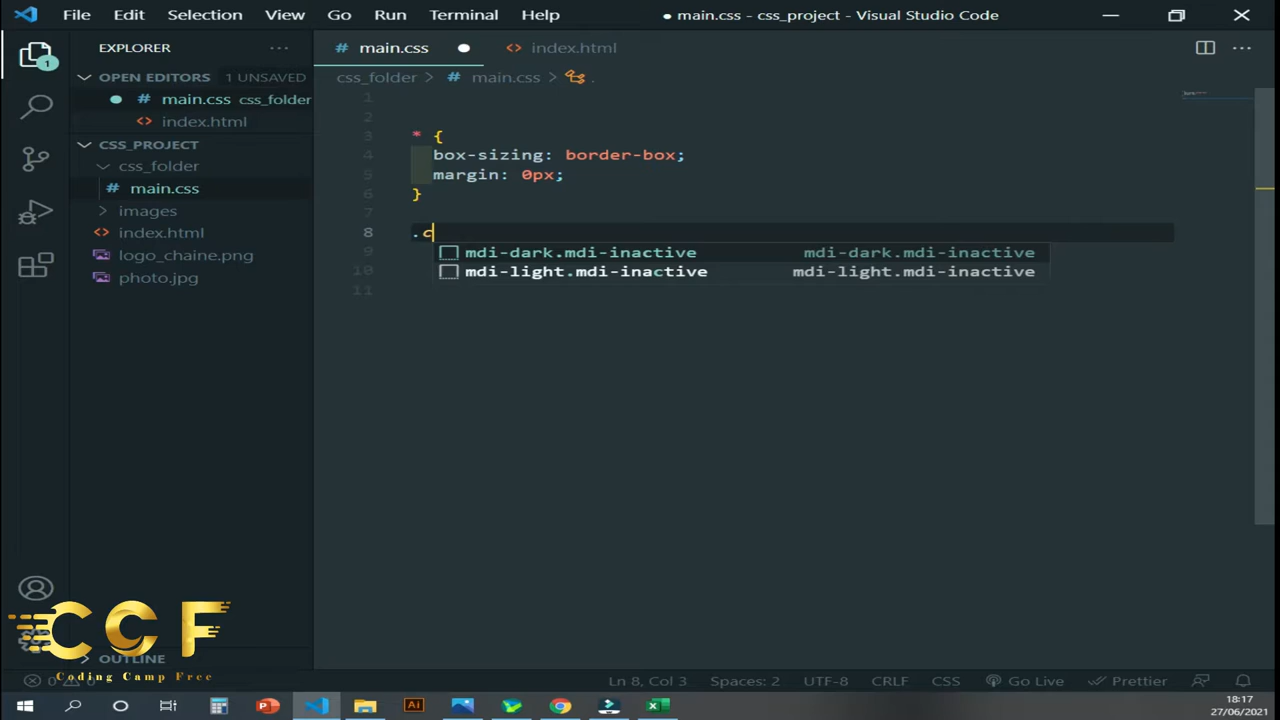 File Edit Selection View Go Run Terminal Help
● main.css - css_project - Visual Studio Code
EXPLORER ···
# main.css ●
<> index.html
···
OPEN EDITORS 1 UNSAVED
● # main.css css_folder
<> index.html
CSS_PROJECT
css_folder
# main.css
images
<> index.html
logo_chaine.png
photo.jpg
OUTLINE
1
css_folder > # main.css > .
1
2
3 * {
4 box-sizing: border-box;
5 margin: 0px;
6 }
7
8 .c
9
10
11
mdi-dark.mdi-inactive mdi-dark.mdi-inactive
mdi-light.mdi-inactive mdi-light.mdi-inactive
CCF
Coding Camp Free
0
Ln 8, Col 3 Spaces: 2 UTF-8 CRLF CSS Go Live Prettier
P
Ai
X
18:17
27/06/2021